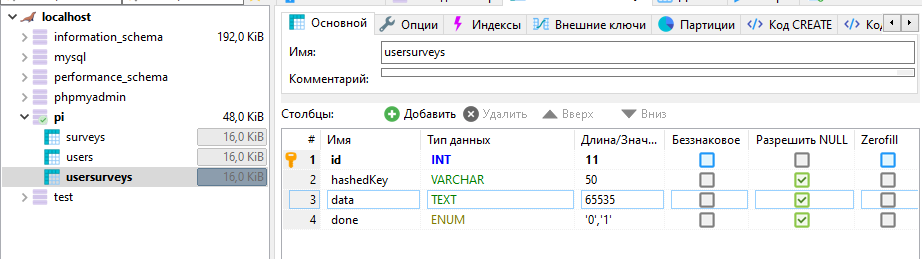 localhost
information_schema 192,0 KiB
mysql
performance_schema
phpmyadmin
pi 48,0 KiB
surveys 16,0 KiB
users 16,0 KiB
usersurveys 16,0 KiB
test
Основной Опции Индексы Внешние ключи Партиции Код CREATE
Имя: usersurveys
Комментарий:
Столбцы: Добавить Удалить Вверх Вниз
# Имя Тип данных Длина/Знач... Беззнаковое Разрешить NULL Zerofill
1 id INT 11
2 hashedKey VARCHAR 50
3 data TEXT 65535
4 done ENUM '0','1'